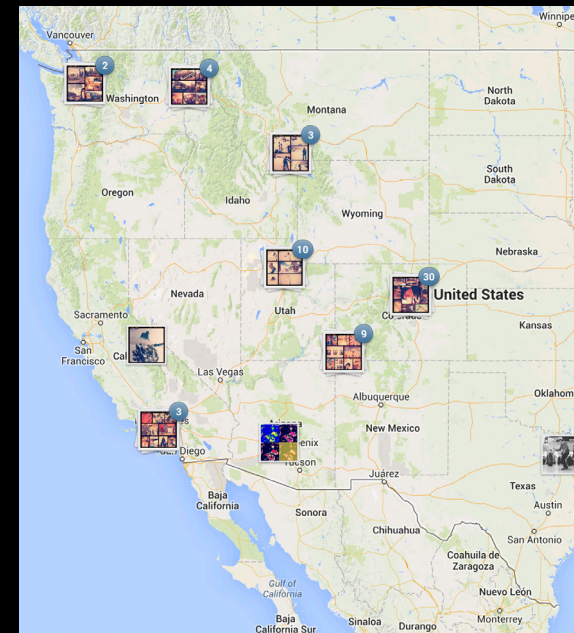 Winnipe
Vancouver
2
4
Washington
North
Dakota
Montana
3
South
Dakota
Oregon
Idaho
Wyoming
10
Nebraska
30
Nevada
United States
Utah
Sacramento
9
Kansas
San
Francisco
Cal
Las Vegas
Albuquerque
Oklahom
3
es
New Mexico
enix
Diego
Tucson
Juárez
Texas
Baja
California
Sonora
Austin
Chihuahua
San Antonio
Coahuila de
Zaragoza
Gulf of
California
Nuevo León
Baja
California Sur
Sinaloa
Durango
Monterrey